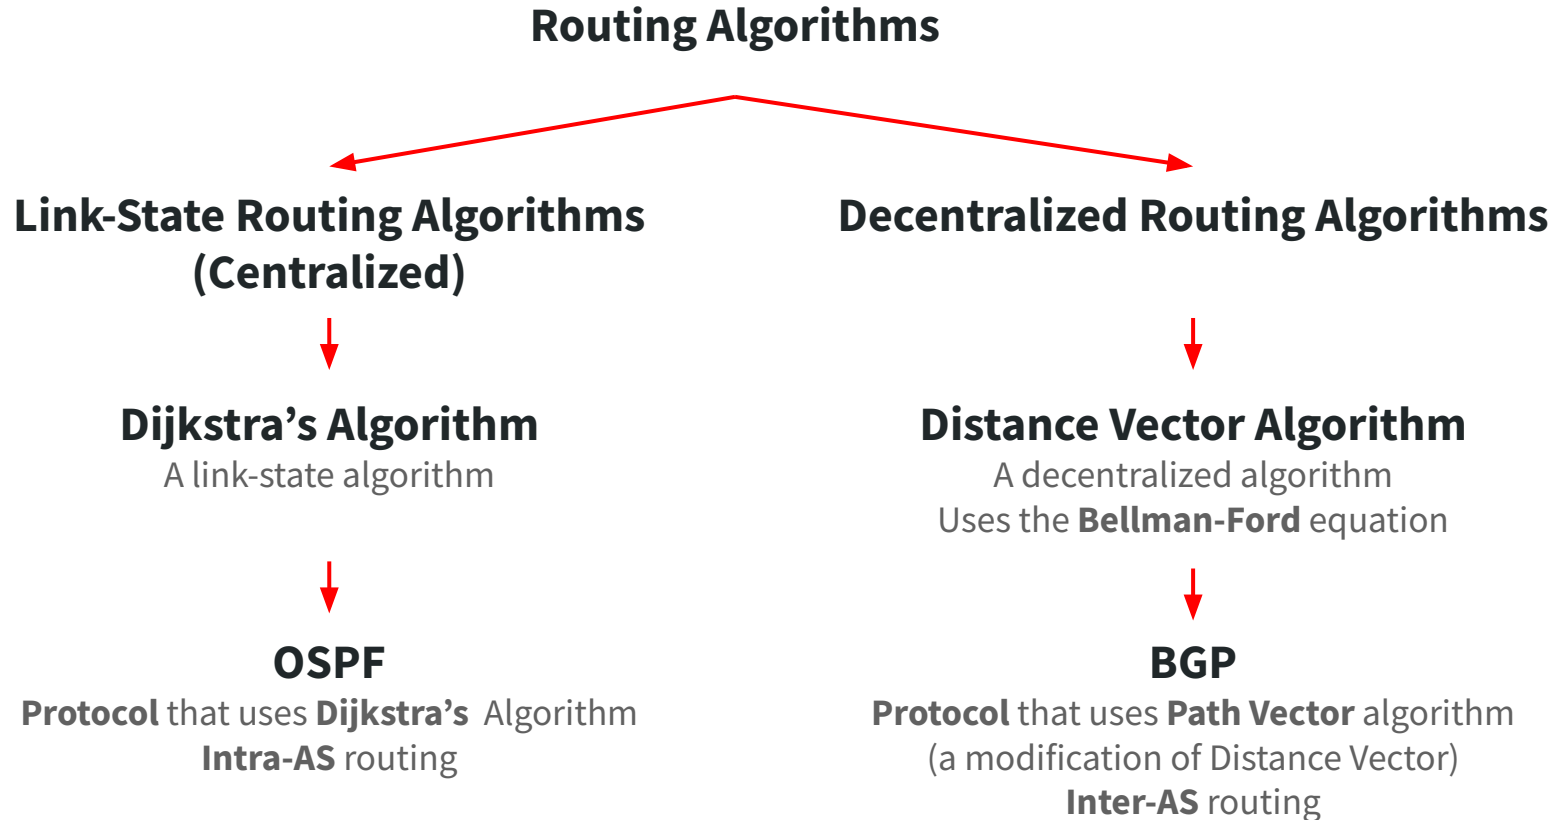 Routing Algorithms
Link-State Routing Algorithms
(Centralized)
Decentralized Routing Algorithms
Dijkstra’s Algorithm
A link-state algorithm
Distance Vector Algorithm
A decentralized algorithm
Uses the Bellman-Ford equation
OSPF
Protocol that uses Dijkstra’s Algorithm
Intra-AS routing
BGP
Protocol that uses Path Vector algorithm
(a modification of Distance Vector)
Inter-AS routing